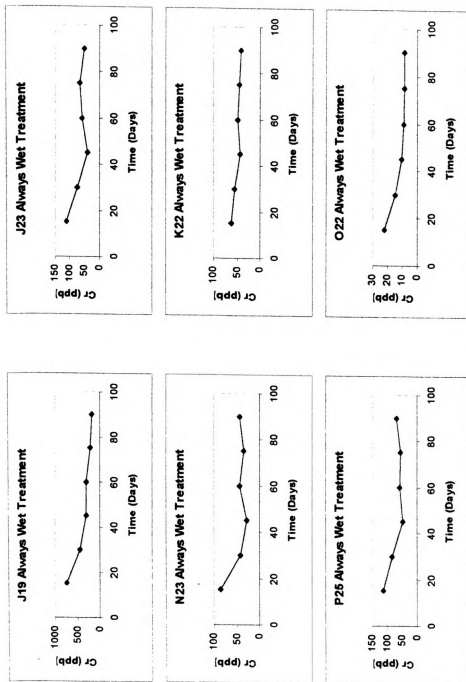 J19 Always Wet Treatment
Cr (ppb)
1000
500
0
0 20 40 60 80 100
Time (Days)
J23 Always Wet Treatment
Cr (ppb)
150
100
50
0
0 20 40 60 80 100
Time (Days)
N23 Always Wet Treatment
Cr (ppb)
100
50
0
0 20 40 60 80 100
Time (Days)
K22 Always Wet Treatment
Cr (ppb)
100
50
0
0 20 40 60 80 100
Time (Days)
P25 Always Wet Treatment
Cr (ppb)
150
100
50
0
0 20 40 60 80 100
Time (Days)
O22 Always Wet Treatment
Cr (ppb)
30
20
10
0
0 20 40 60 80 100
Time (Days)